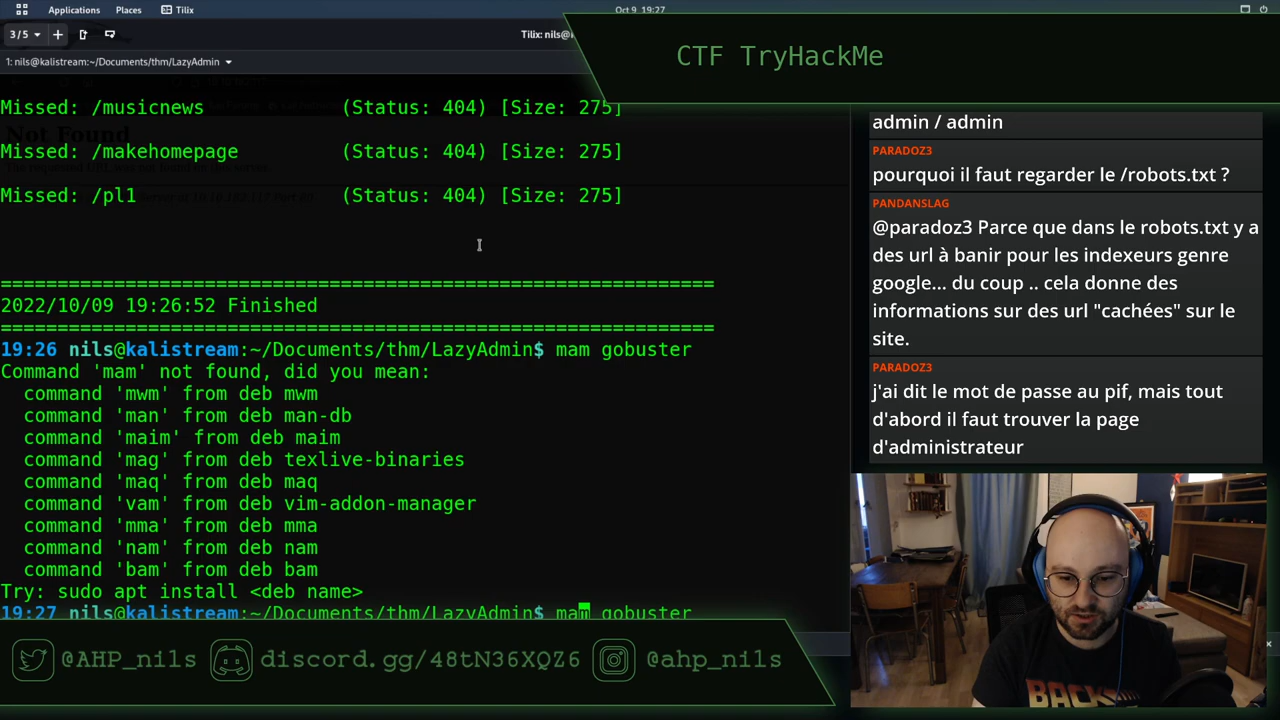 Applications Places Tilix
Oct 9 19:27
3/5
Tilix: nils@
CTF TryHackMe
1: nils@kalistream:~/Documents/thm/LazyAdmin
Missed: /musicnews (Status: 404) [Size: 275]
Not Found
Missed: /makehomepage (Status: 404) [Size: 275]
Missed: /pl1 (Status: 404) [Size: 275]
============================================================
2022/10/09 19:26:52 Finished
============================================================
19:26 nils@kalistream:~/Documents/thm/LazyAdmin$ mam gobuster
Command 'mam' not found, did you mean:
command 'mwm' from deb mwm
command 'man' from deb man-db
command 'maim' from deb maim
command 'mag' from deb texlive-binaries
command 'maq' from deb maq
command 'vam' from deb vim-addon-manager
command 'mma' from deb mma
command 'nam' from deb nam
command 'bam' from deb bam
Try: sudo apt install <deb name>
19:27 nils@kalistream:~/Documents/thm/LazyAdmin$ mam gobuster
admin / admin
PARADOZ3
pourquoi il faut regarder le /robots.txt ?
PANDANSLAG
@paradoz3 Parce que dans le robots.txt y a
des url à banir pour les indexeurs genre
google... du coup .. cela donne des
informations sur des url "cachées" sur le
site.
PARADOZ3
j'ai dit le mot de passe au pif, mais tout
d'abord il faut trouver la page
d'administrateur
BACK
@AHP_nils discord.gg/48tN36XQZ6 @ahp_nils